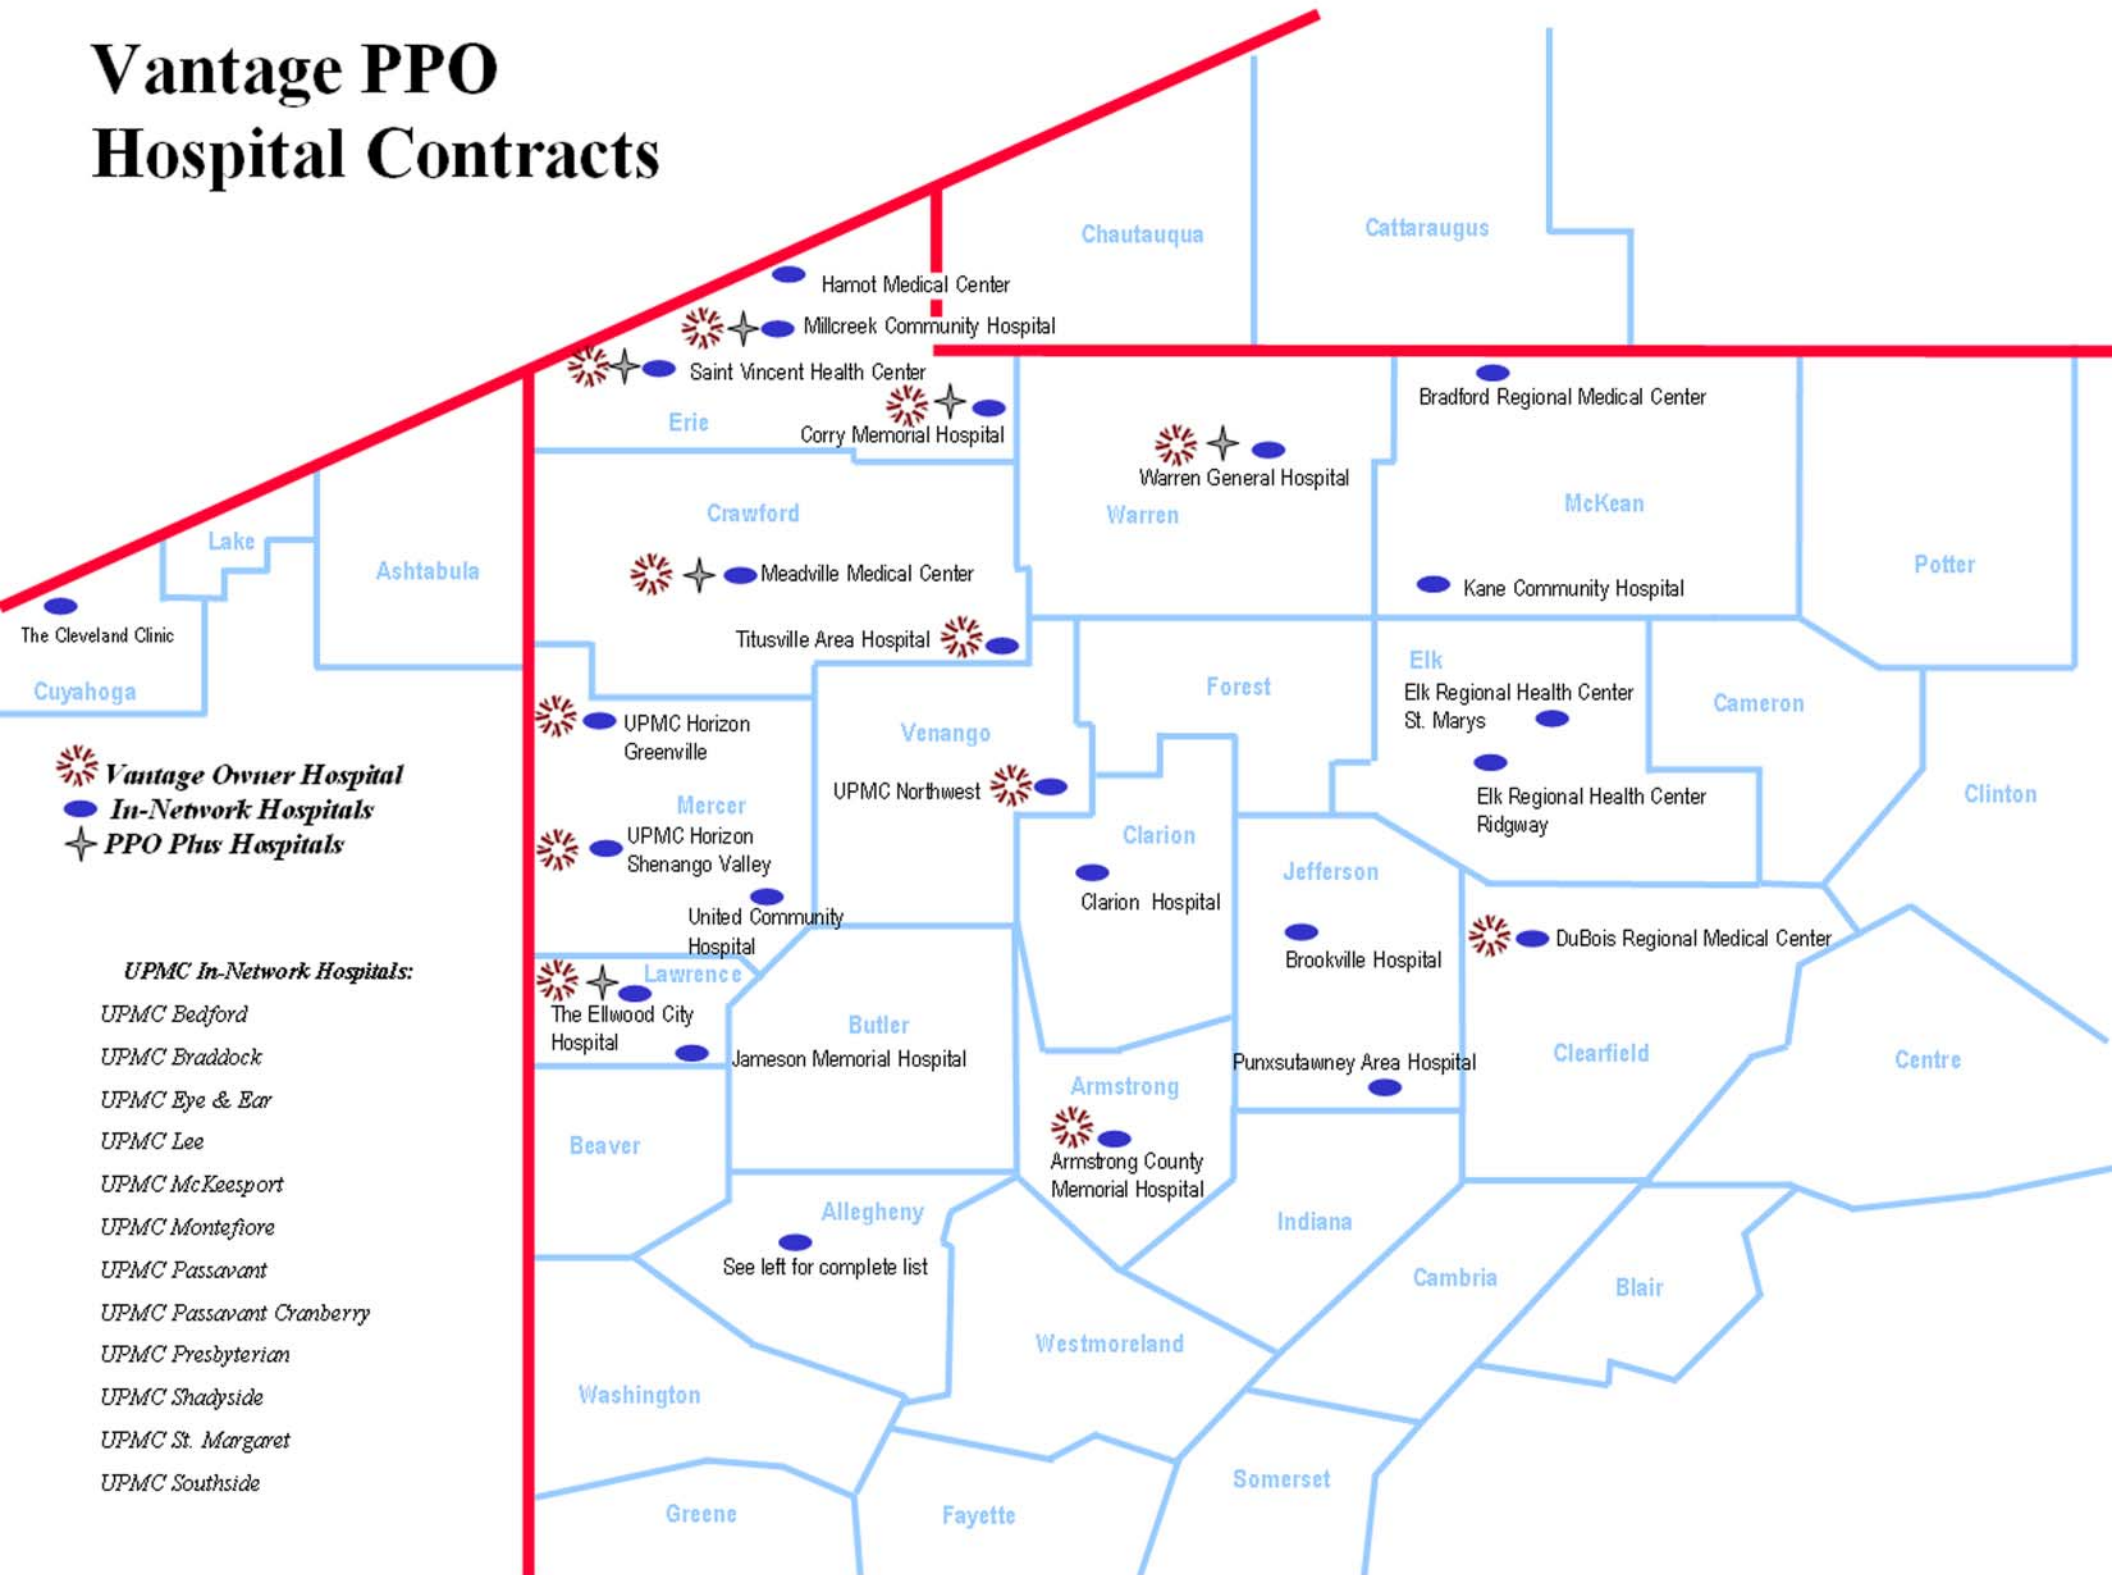 Vantage PPO
Hospital Contracts
Chautauqua
Cattaraugus
Hamot Medical Center
Millcreek Community Hospital
Saint Vincent Health Center
Erie
Corry Memorial Hospital
Bradford Regional Medical Center
Warren General Hospital
Warren
McKean
Crawford
Potter
Lake
Ashtabula
Meadville Medical Center
Kane Community Hospital
The Cleveland Clinic
Titusville Area Hospital
Cuyahoga
Forest
Elk
Elk Regional Health Center
St. Marys
Cameron
UPMC Horizon
Greenville
Venango
Vantage Owner Hospital
In-Network Hospitals
PPO Plus Hospitals
UPMC Northwest
Mercer
UPMC Horizon
Shenango Valley
Elk Regional Health Center
Ridgway
Clinton
Clarion
Clarion Hospital
Jefferson
United Community
Hospital
Brookville Hospital
DuBois Regional Medical Center
Lawrence
The Ellwood City
Hospital
Jameson Memorial Hospital
Butler
Punxsutawney Area Hospital
Clearfield
Centre
Armstrong
Armstrong County
Memorial Hospital
Beaver
Allegheny
See left for complete list
Indiana
Cambria
Blair
Westmoreland
Washington
Somerset
Greene
Fayette
UPMC In-Network Hospitals:
UPMC Bedford
UPMC Braddock
UPMC Eye & Ear
UPMC Lee
UPMC McKeesport
UPMC Montefiore
UPMC Passavant
UPMC Passavant Cranberry
UPMC Presbyterian
UPMC Shadyside
UPMC St. Margaret
UPMC Southside